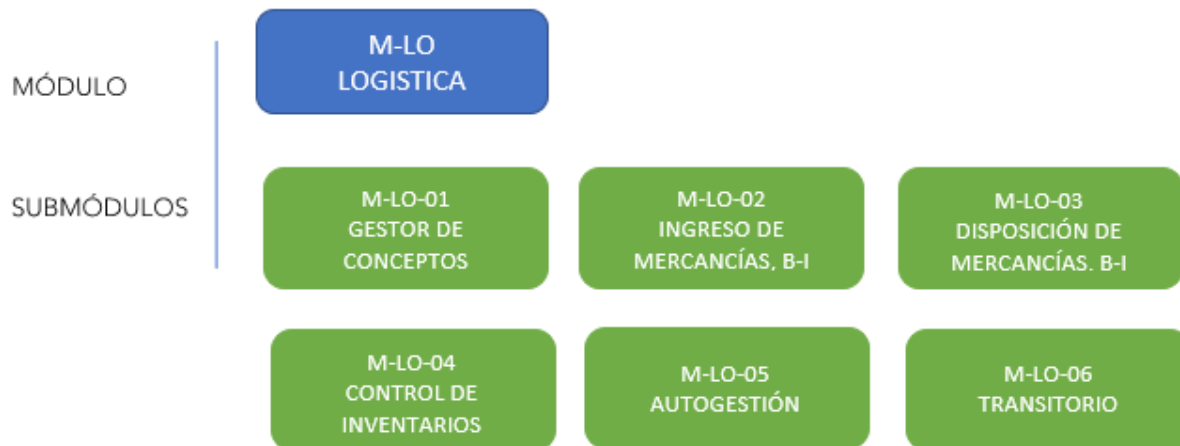 MÓDULO
M-LO
LOGISTICA
SUBMÓDULOS
M-LO-01
GESTOR DE
CONCEPTOS
M-LO-02
INGRESO DE
MERCANCÍAS, B-I
M-LO-03
DISPOSICIÓN DE
MERCANCÍAS. B-I
M-LO-04
CONTROL DE
INVENTARIOS
M-LO-05
AUTOGESTIÓN
M-LO-06
TRANSITORIO